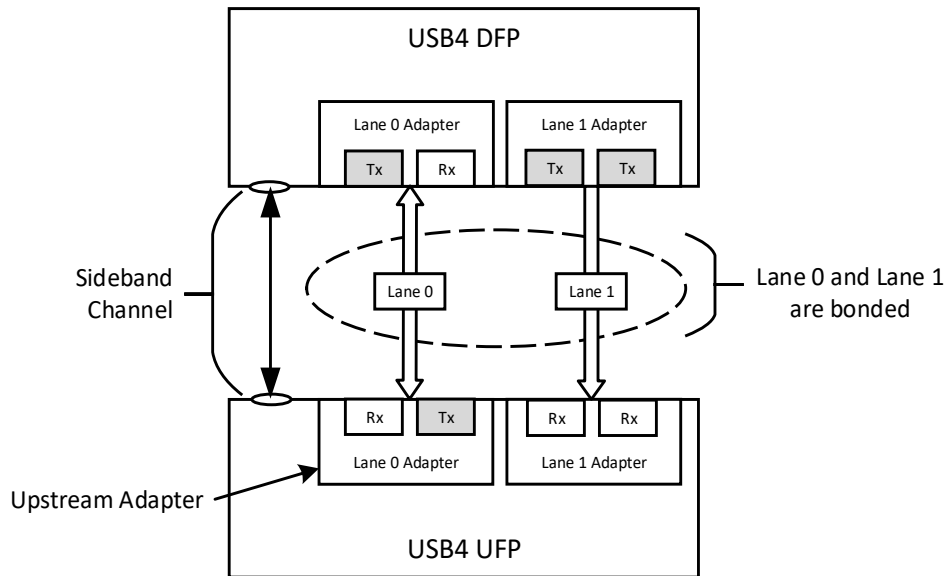 USB4 DFP
Lane 0 Adapter
Lane 1 Adapter
Tx
Rx
Tx
Tx
Sideband
Channel
Lane 0
Lane 1
Lane 0 and Lane 1
are bonded
Rx
Tx
Rx
Rx
Lane 0 Adapter
Lane 1 Adapter
Upstream Adapter
USB4 UFP